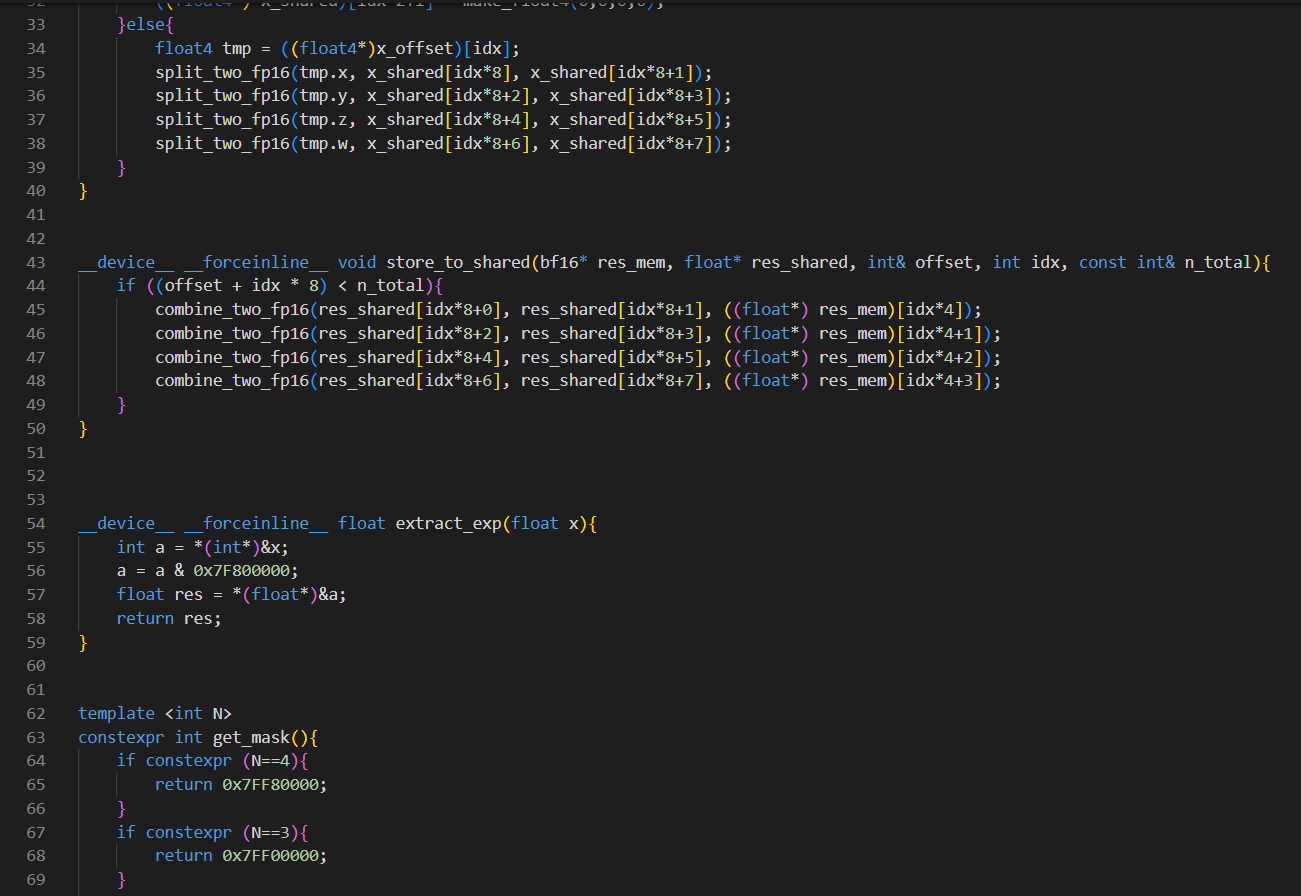 33 }else{
34 float4 tmp = ((float4*)x_offset)[idx];
35 split_two_fp16(tmp.x, x_shared[idx*8], x_shared[idx*8+1]);
36 split_two_fp16(tmp.y, x_shared[idx*8+2], x_shared[idx*8+3]);
37 split_two_fp16(tmp.z, x_shared[idx*8+4], x_shared[idx*8+5]);
38 split_two_fp16(tmp.w, x_shared[idx*8+6], x_shared[idx*8+7]);
39 }
40 }
41
42
43 __device__ __forceinline__ void store_to_shared(bf16* res_mem, float* res_shared, int& offset, int idx, const int& n_total){
44 if ((offset + idx * 8) < n_total){
45 combine_two_fp16(res_shared[idx*8+0], res_shared[idx*8+1], ((float*) res_mem)[idx*4]);
46 combine_two_fp16(res_shared[idx*8+2], res_shared[idx*8+3], ((float*) res_mem)[idx*4+1]);
47 combine_two_fp16(res_shared[idx*8+4], res_shared[idx*8+5], ((float*) res_mem)[idx*4+2]);
48 combine_two_fp16(res_shared[idx*8+6], res_shared[idx*8+7], ((float*) res_mem)[idx*4+3]);
49 }
50 }
51
52
53
54 __device__ __forceinline__ float extract_exp(float x){
55 int a = *(int*)&x;
56 a = a & 0x7F800000;
57 float res = *(float*)&a;
58 return res;
59 }
60
61
62 template <int N>
63 constexpr int get_mask(){
64 if constexpr (N==4){
65 return 0x7FF80000;
66 }
67 if constexpr (N==3){
68 return 0x7FF00000;
69 }